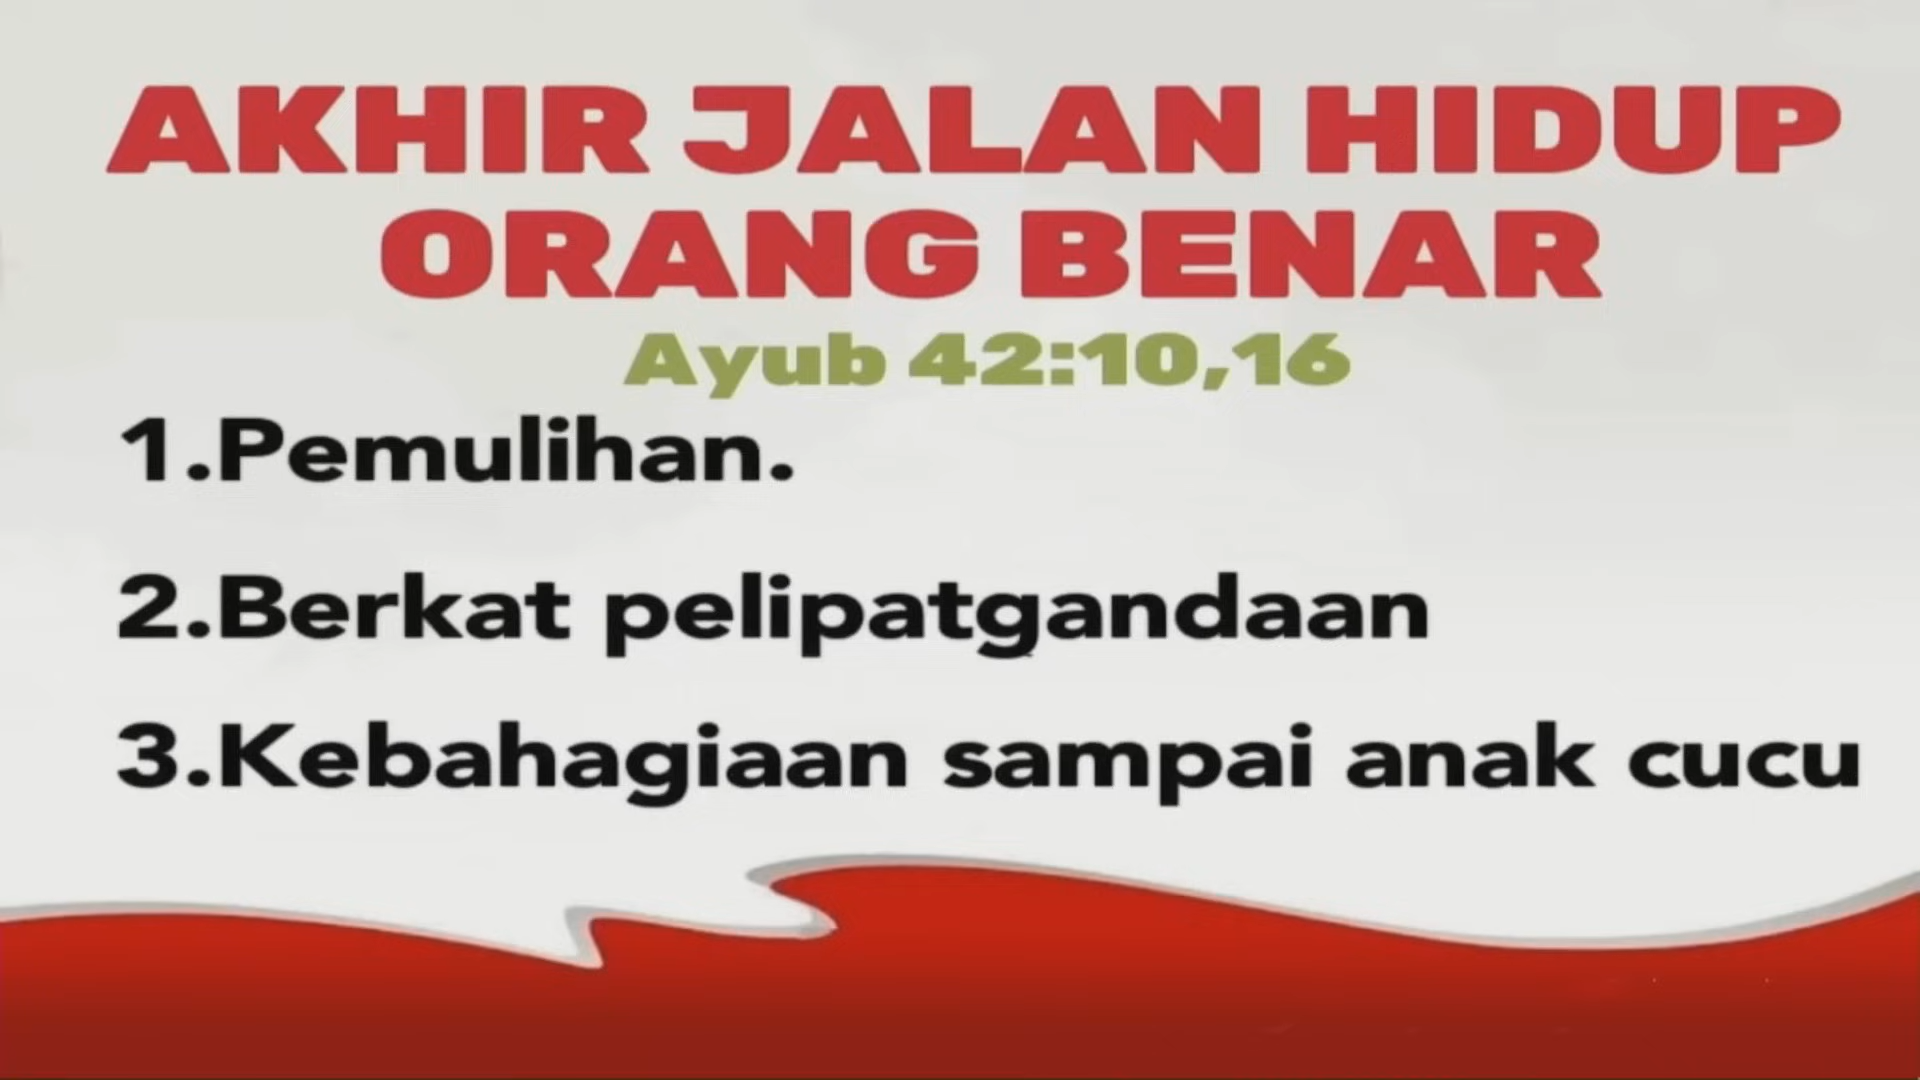 AKHIR JALAN HIDUP
ORANG BENAR
Ayub 42:10,16
1.Pemulihan.
2.Berkat pelipatgandaan
3.Kebahagiaan sampai anak cucu